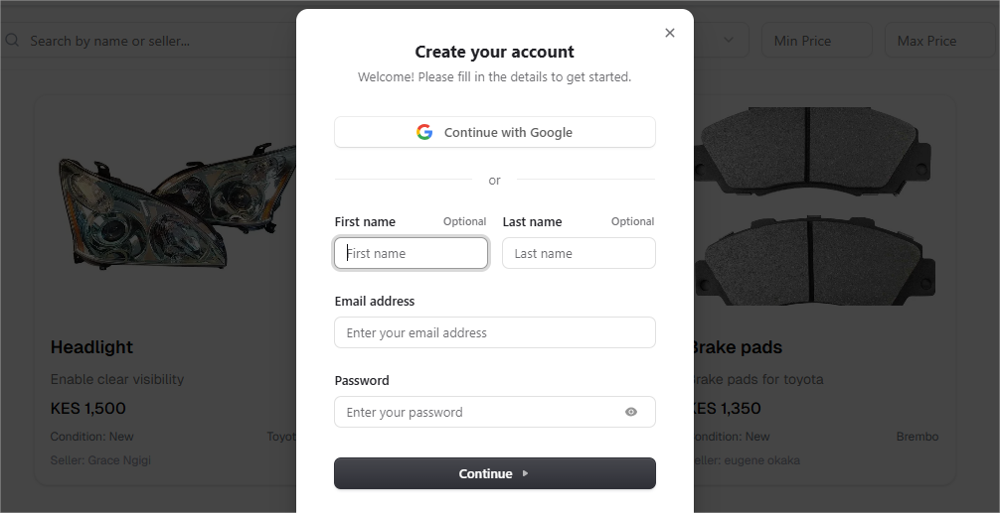 Search by name or seller...
Min Price
Max Price
Create your account
Welcome! Please fill in the details to get started.
Continue with Google
or
First name
Optional
Last name
Optional
First name
Last name
Email address
Enter your email address
Password
Enter your password
Continue
Headlight
Enable clear visibility
KES 1,500
Condition: New
Toyot
Seller: Grace Ngigi
Brake pads
rake pads for toyota
KES 1,350
ondition: New
Brembo
eller: eugene okaka